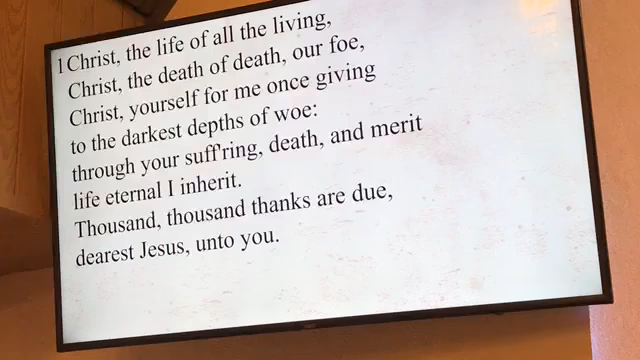 1 Christ, the life of all the living,
Christ, the death of death, our foe,
Christ, yourself for me once giving
to the darkest depths of woe:
through your suff'ring, death, and merit
life eternal I inherit.
Thousand, thousand thanks are due,
dearest Jesus, unto you.